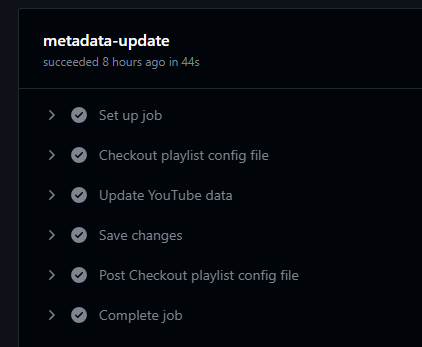 metadata-update
succeeded 8 hours ago in 44s
Set up job
Checkout playlist config file
Update YouTube data
Save changes
Post Checkout playlist config file
Complete job